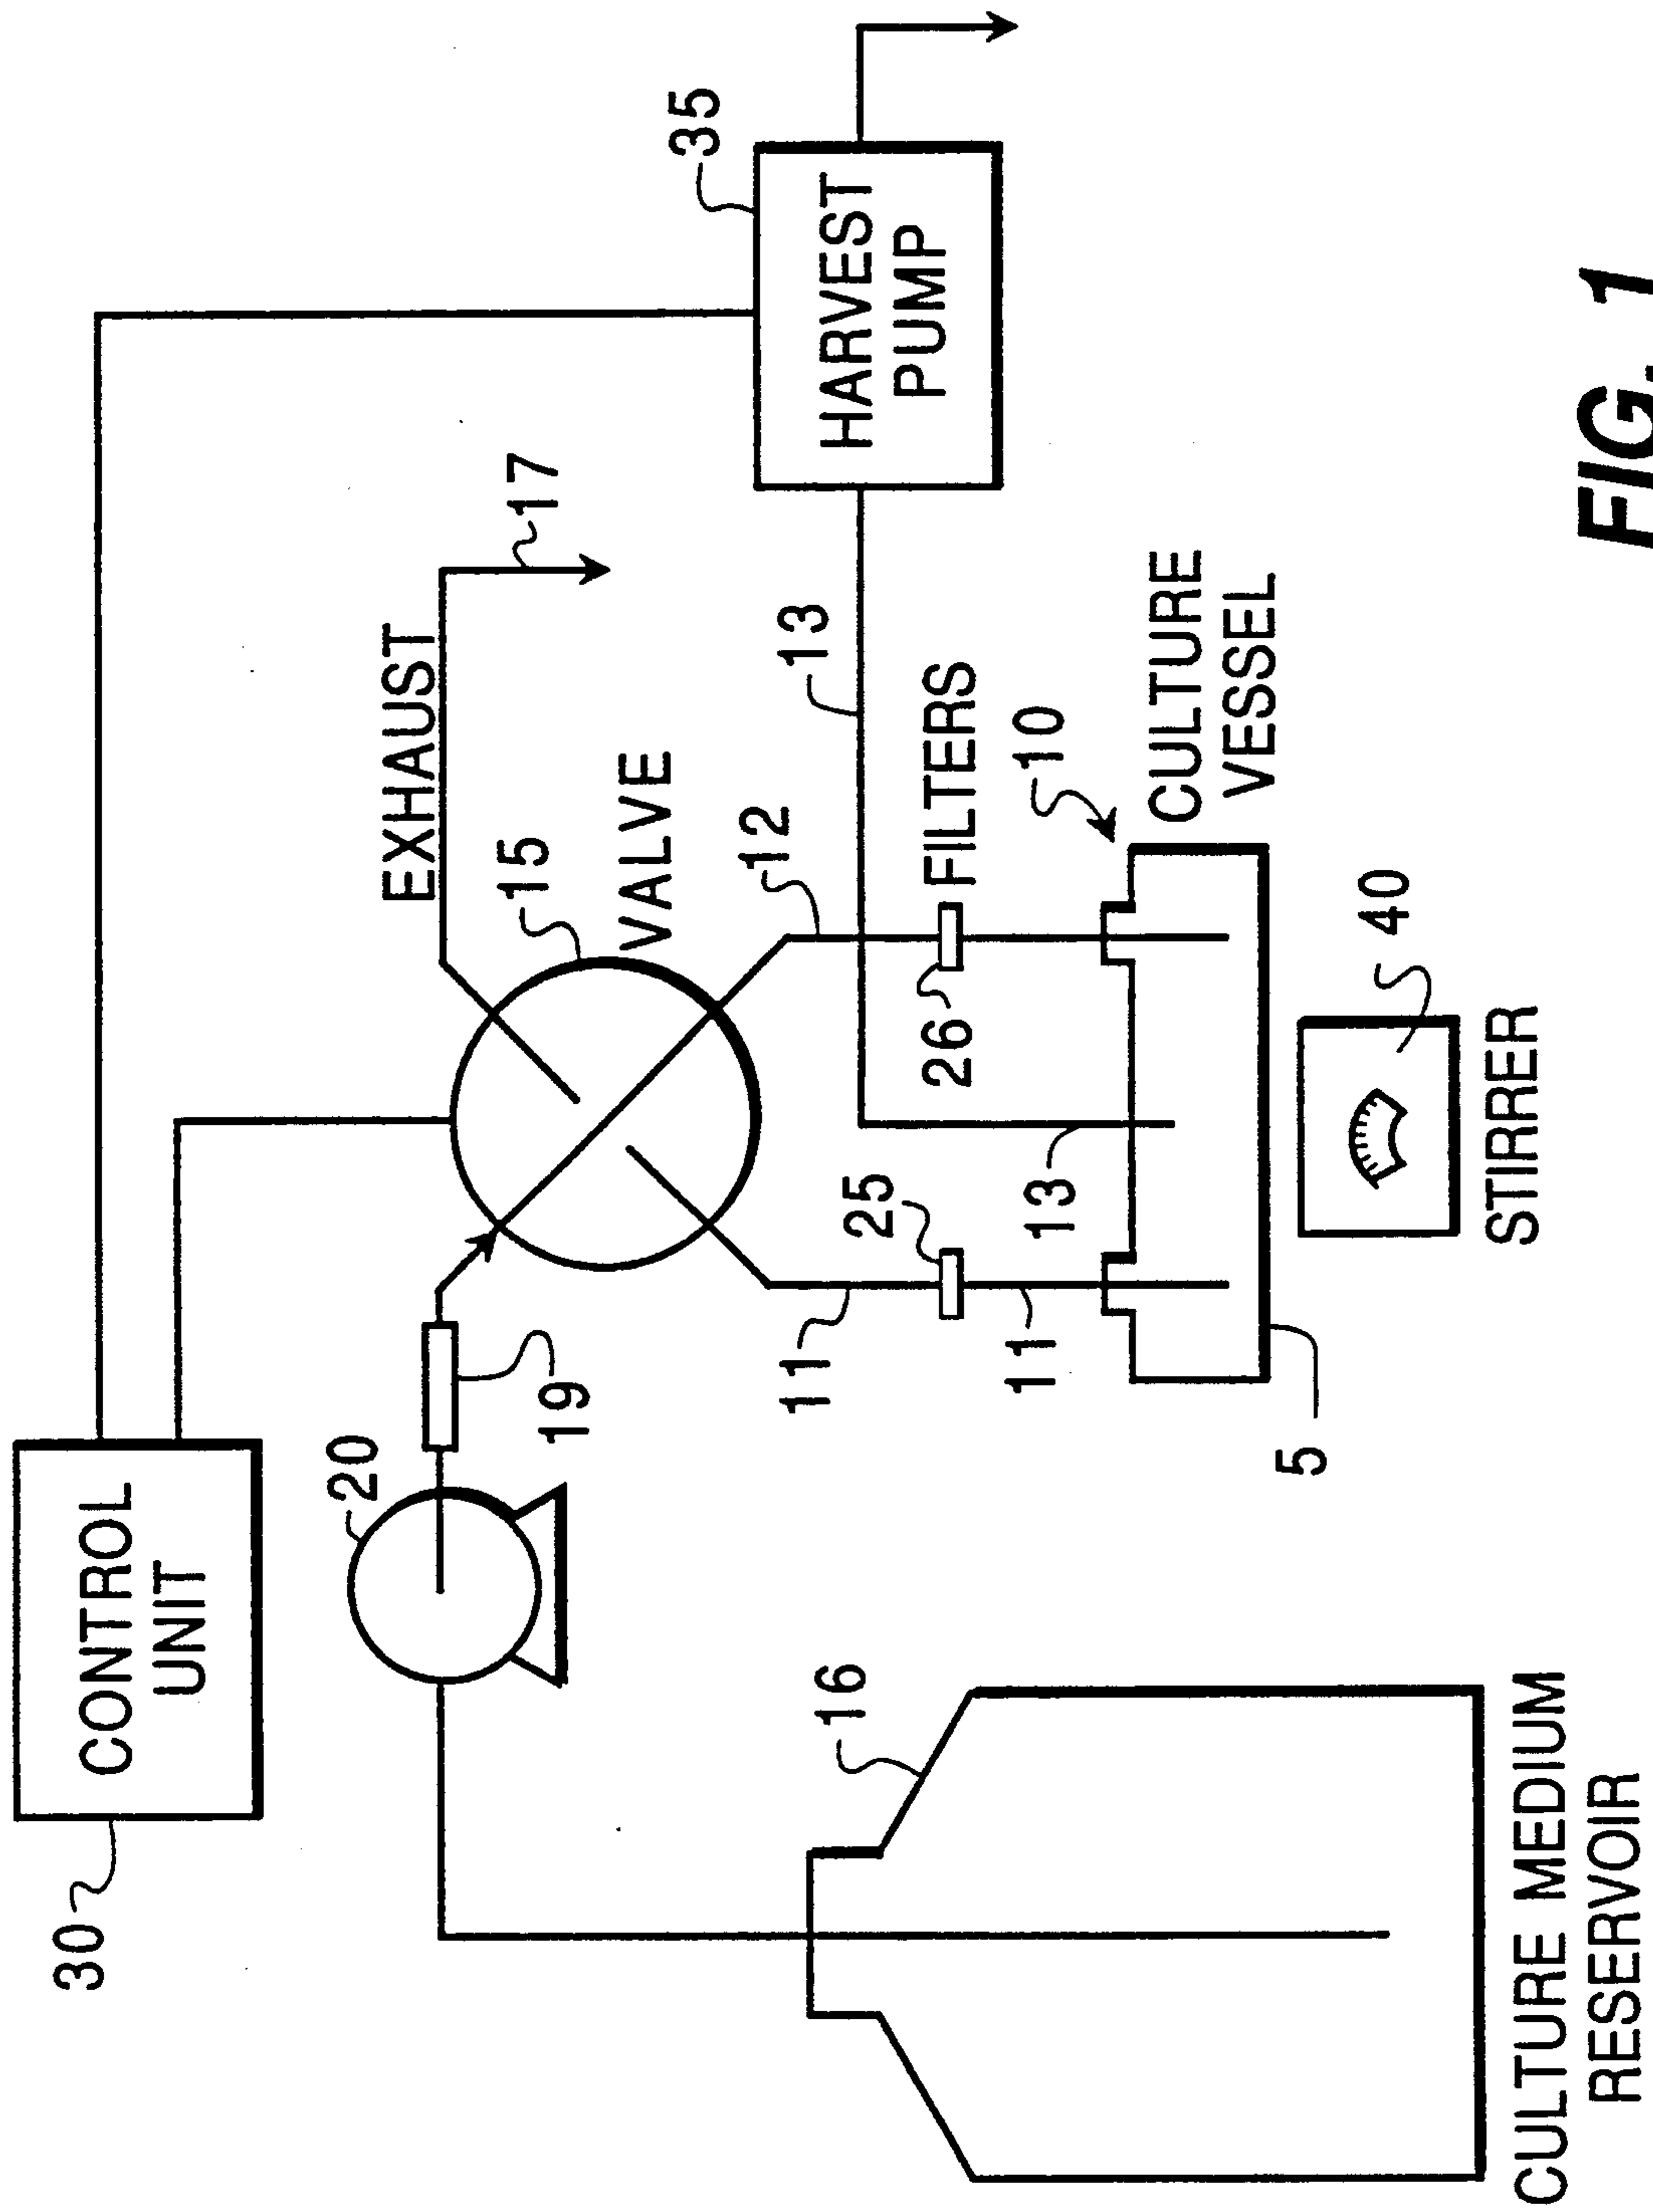 30
CONTROL
UNIT
20
19
EXHAUST
17
15
VALVE
35
HARVEST
PUMP
16
11
12
13
25
26
FILTERS
11
13
10
CULTURE
VESSEL
5
40
STIRRER
CULTURE MEDIUM
RESERVOIR
FIG. 1